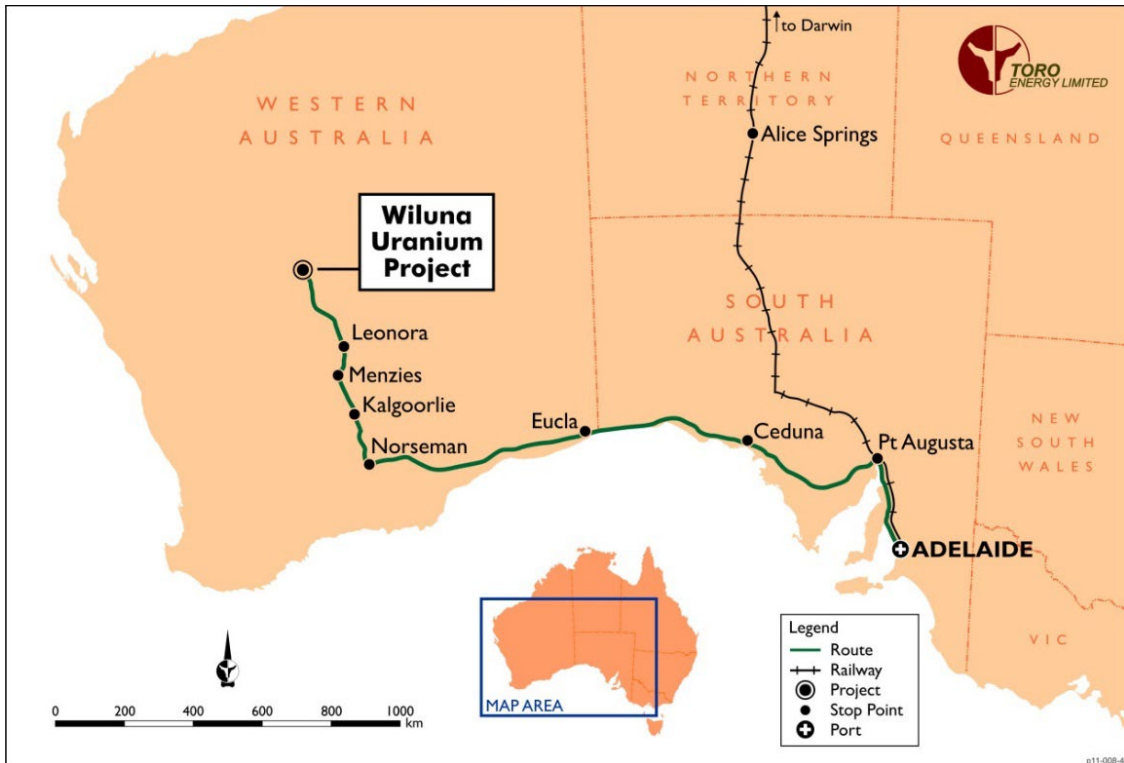 to Darwin
TORO
ENERGY LIMITED
NORTHERN
TERRITORY
WESTERN
AUSTRALIA
Alice Springs
QUEENSLAND
Wiluna
Uranium
Project
SOUTH
AUSTRALIA
Leonora
Menzies
Kalgoorlie
Norseman
Eucla
Ceduna
Pt Augusta
NEW
SOUTH
WALES
ADELAIDE
VIC
MAP AREA
Legend
Route
Railway
Project
Stop Point
Port
0 200 400 600 800 1000
km
p11-008-4